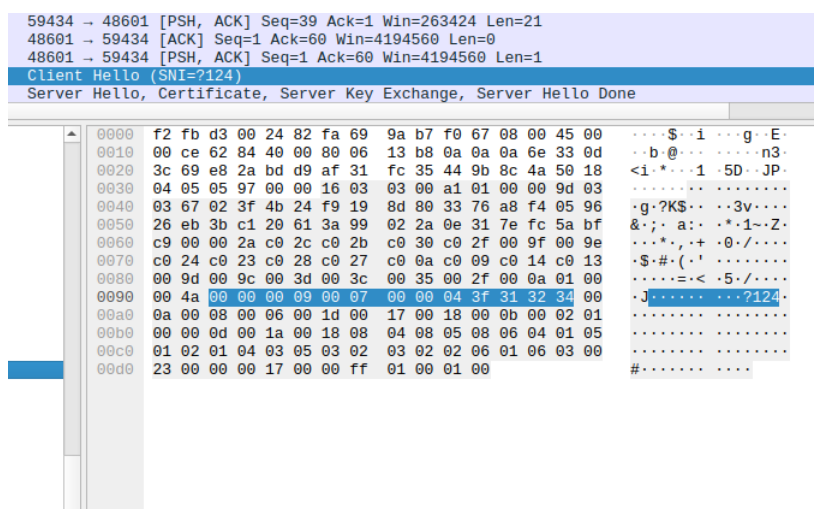 59434 → 48601 [PSH, ACK] Seq=39 Ack=1 Win=263424 Len=21
48601 → 59434 [ACK] Seq=1 Ack=60 Win=4194560 Len=0
48601 → 59434 [PSH, ACK] Seq=1 Ack=60 Win=4194560 Len=1
Client Hello (SNI=?124)
Server Hello, Certificate, Server Key Exchange, Server Hello Done
0000 f2 fb d3 00 24 82 fa 69 9a b7 f0 67 08 00 45 00 ····$··i ···g··E·
0010 00 ce 62 84 40 00 80 06 13 b8 0a 0a 0a 6e 33 0d ··b·@··· ·····n3·
0020 3c 69 e8 2a bd d9 af 31 fc 35 44 9b 8c 4a 50 18 <i·*···1 ·5D··JP·
0030 04 05 05 97 00 00 16 03 03 00 a1 01 00 00 9d 03 ········ ········
0040 03 67 02 3f 4b 24 f9 19 8d 80 33 76 a8 f4 05 96 ·g·?K$·· ··3v····
0050 26 eb 3b c1 20 61 3a 99 02 2a 0e 31 7e fc 5a bf &·;· a:· ·*·1~·Z·
0060 c9 00 00 2a c0 2c c0 2b c0 30 c0 2f 00 9f 00 9e ···*·,·+ ·0·/····
0070 c0 24 c0 23 c0 28 c0 27 c0 0a c0 09 c0 14 c0 13 ·$·#·(·' ········
0080 00 9d 00 9c 00 3d 00 3c 00 35 00 2f 00 0a 01 00 ·····=·< ·5·/····
0090 00 4a 00 00 00 09 00 07 00 00 04 3f 31 32 34 00 ·J······ ···?124·
00a0 0a 00 08 00 06 00 1d 00 17 00 18 00 0b 00 02 01 ········ ········
00b0 00 00 0d 00 1a 00 18 08 04 08 05 08 06 04 01 05 ········ ········
00c0 01 02 01 04 03 05 03 02 03 02 02 06 01 06 03 00 ········ ········
00d0 23 00 00 00 17 00 00 ff 01 00 01 00 #······· ····